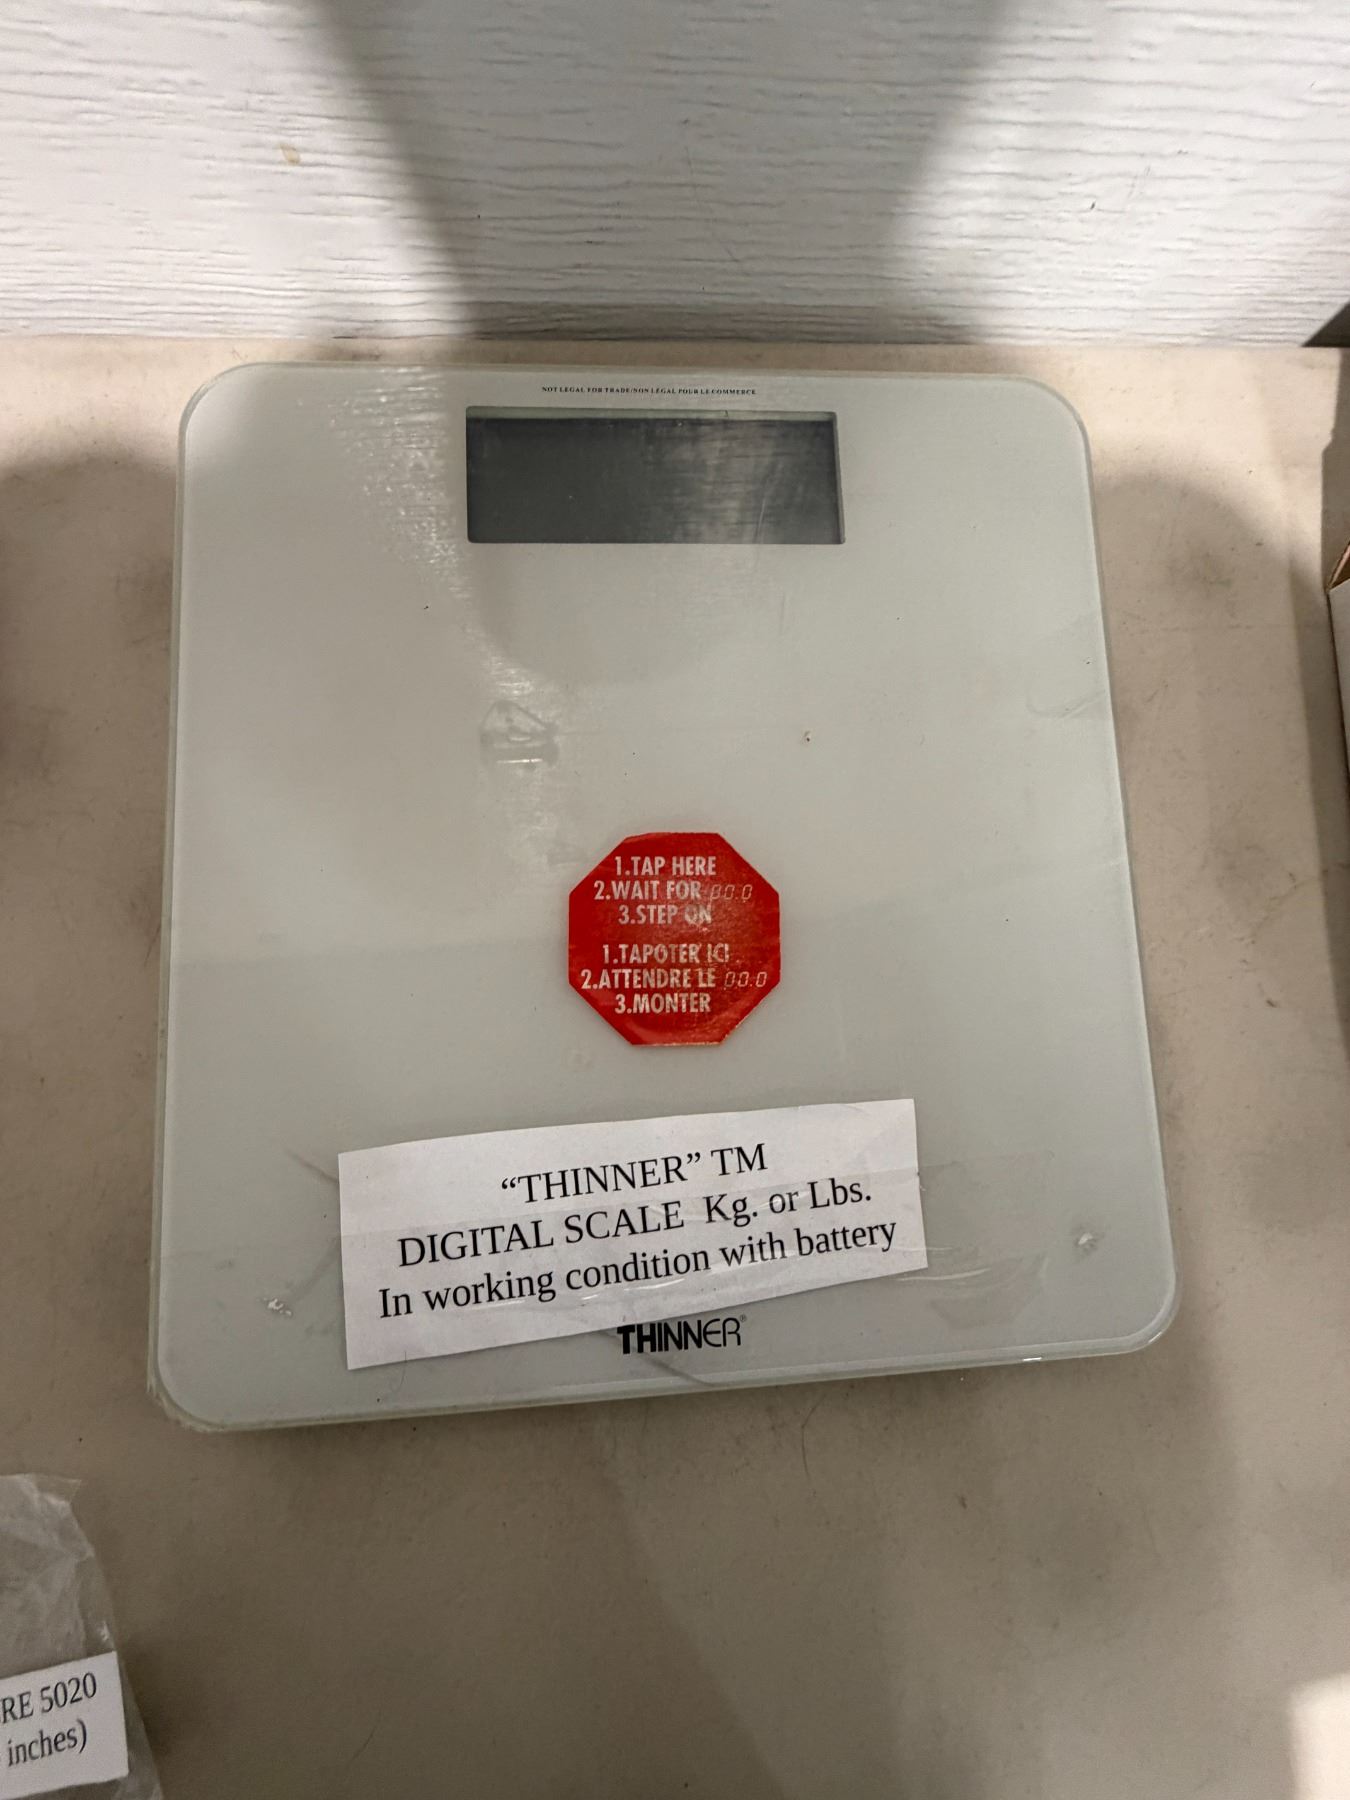 NOT LEGAL FOR TRADE/NON LÉGAL POUR LE COMMERCE
1.TAP HERE
2.WAIT FOR 00.0
3.STEP ON
1.TAPOTER ICI
2.ATTENDRE LE 00.0
3.MONTER
“THINNER” TM
DIGITAL SCALE Kg. or Lbs.
In working condition with battery
THINNER®
RE 5020
inches)